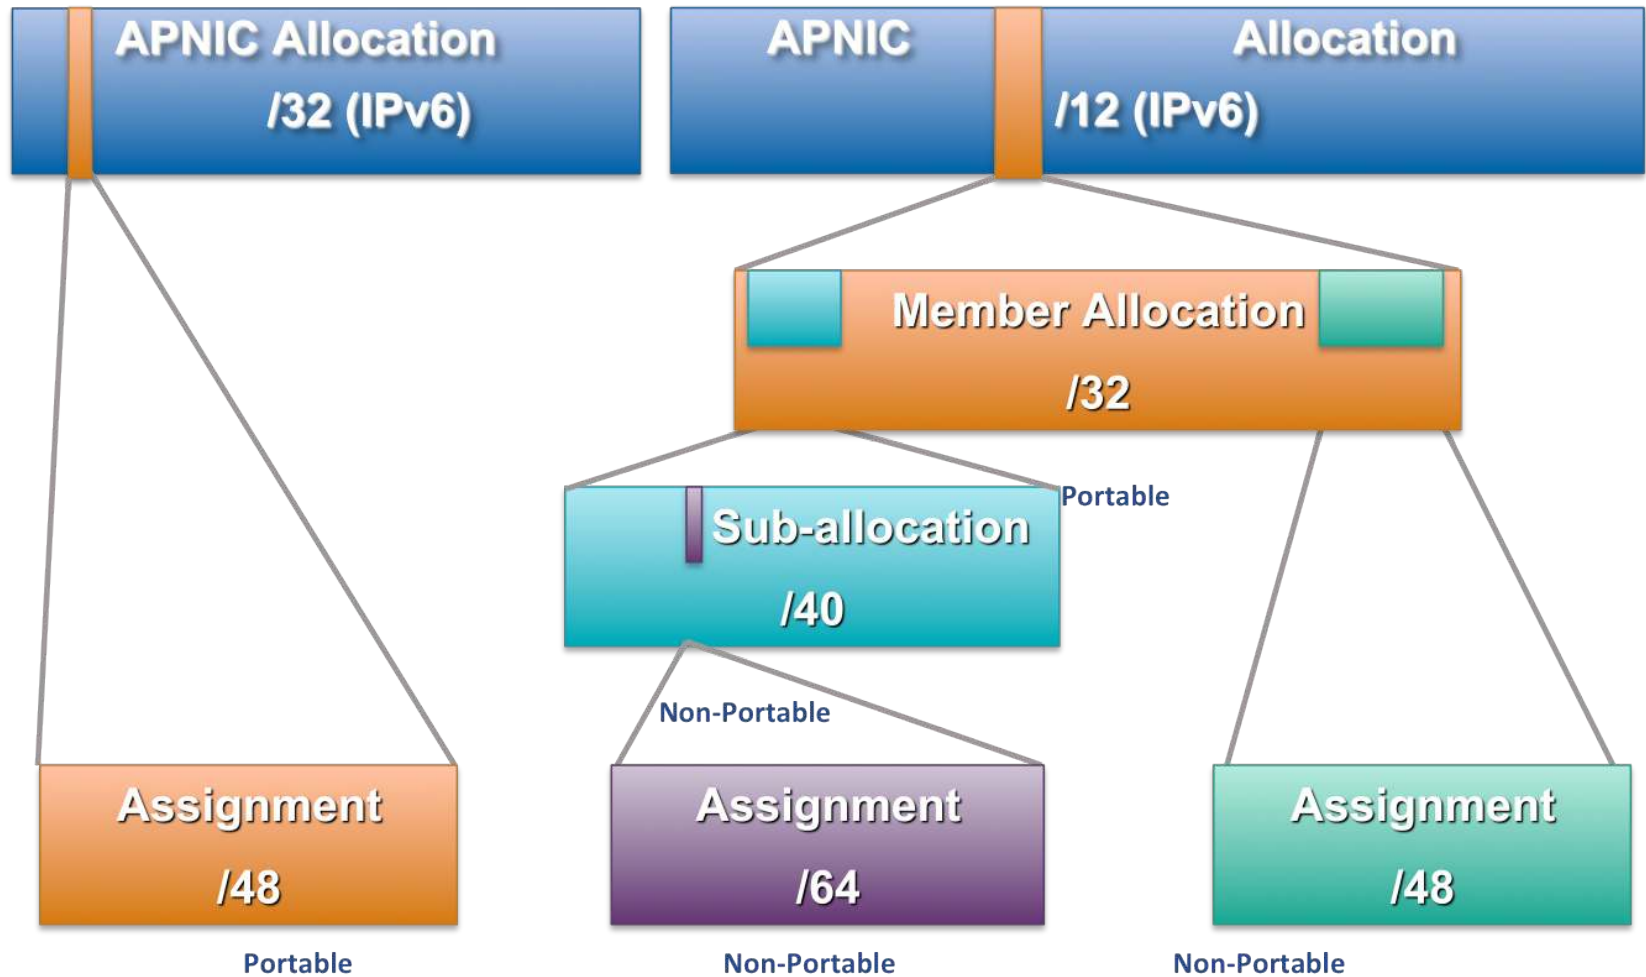 APNIC Allocation
/32 (IPv6)
APNIC Allocation
/12 (IPv6)
Member Allocation
/32
Portable
Sub-allocation
/40
Non-Portable
Assignment
/48
Portable
Assignment
/64
Non-Portable
Assignment
/48
Non-Portable